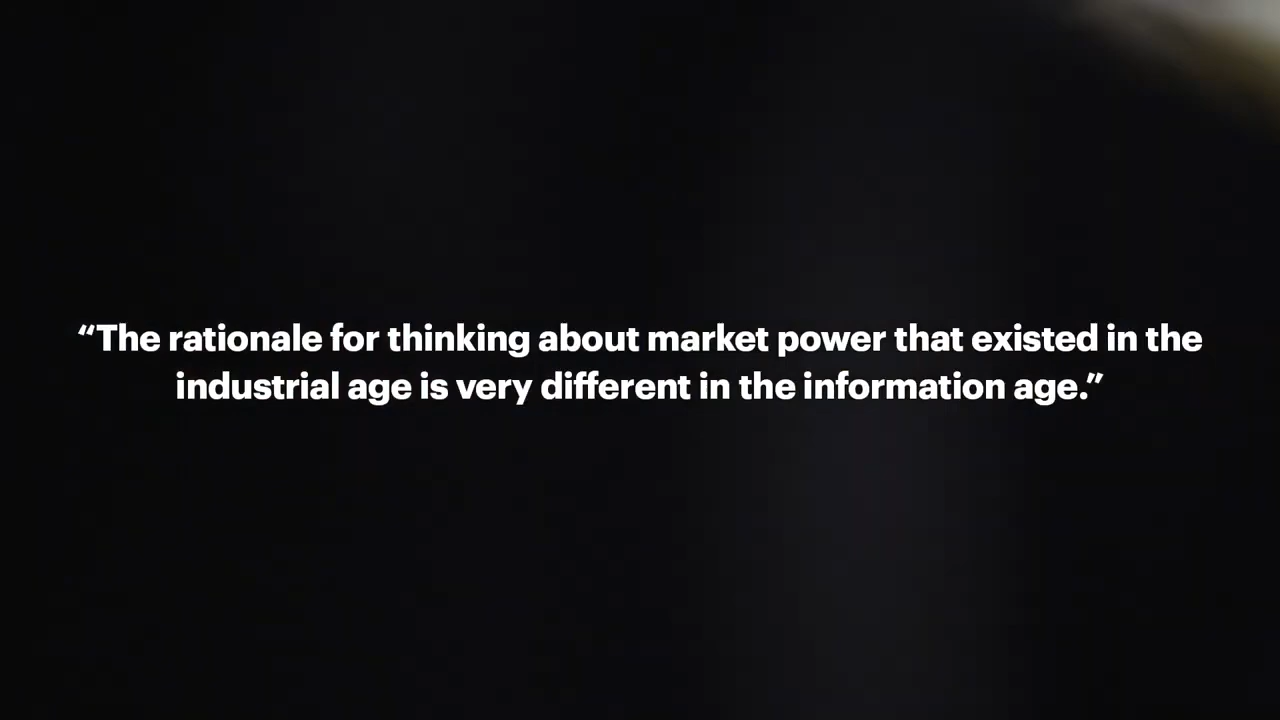 “The rationale for thinking about market power that existed in the
industrial age is very different in the information age.”